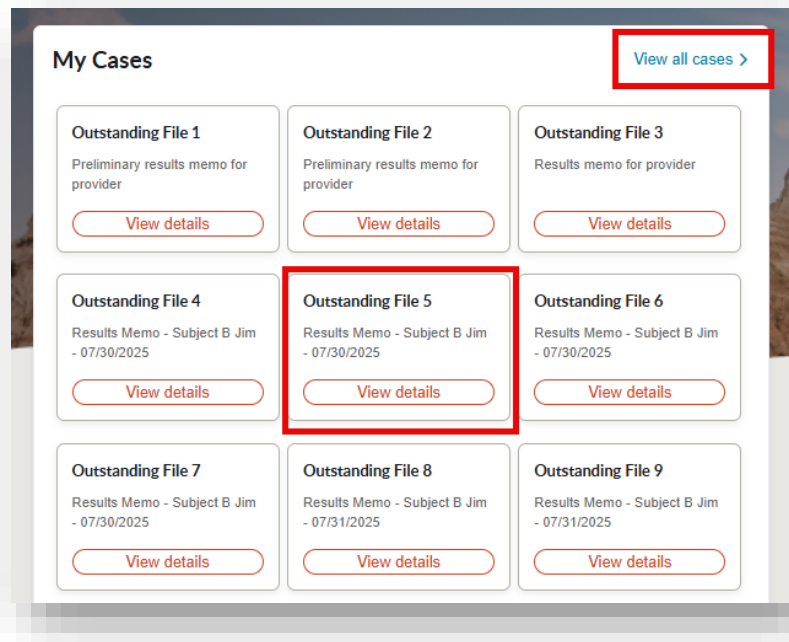 My Cases
View all cases >
Outstanding File 1
Preliminary results memo for
provider
View details
Outstanding File 2
Preliminary results memo for
provider
View details
Outstanding File 3
Results memo for provider
View details
Outstanding File 4
Results Memo - Subject B Jim
- 07/30/2025
View details
Outstanding File 5
Results Memo - Subject B Jim
- 07/30/2025
View details
Outstanding File 6
Results Memo - Subject B Jim
- 07/30/2025
View details
Outstanding File 7
Results Memo - Subject B Jim
- 07/30/2025
View details
Outstanding File 8
Results Memo - Subject B Jim
- 07/31/2025
View details
Outstanding File 9
Results Memo - Subject B Jim
- 07/31/2025
View details